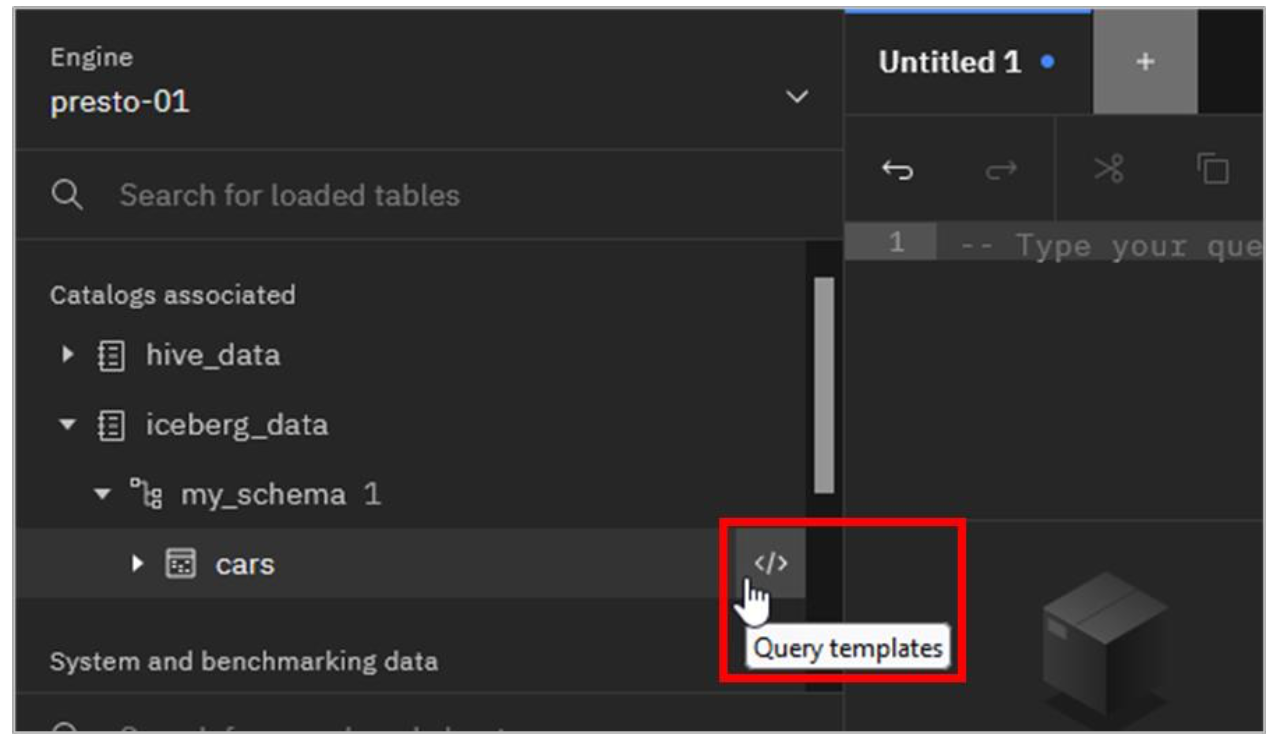 Engine
presto-01
Search for loaded tables
Catalogs associated
hive_data
iceberg_data
my_schema 1
cars
</>
Query templates
System and benchmarking data
Untitled 1
+
1 -- Type your que